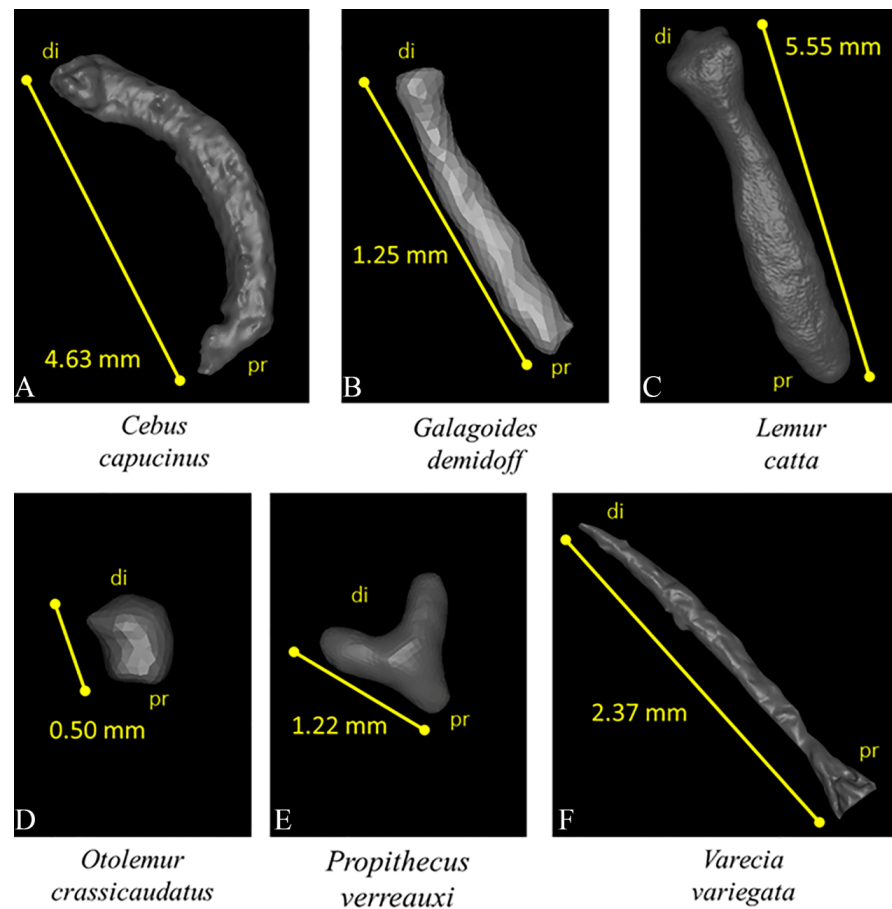 di
4.63 mm
pr
A
Cebus
capucinus
di
1.25 mm
pr
B
Galagoides
demidoff
di
5.55 mm
pr
C
Lemur
catta
di
pr
0.50 mm
D
Otolemur
crassicaudatus
di
pr
1.22 mm
E
Propithecus
verreauxi
di
2.37 mm
pr
F
Varecia
variegata